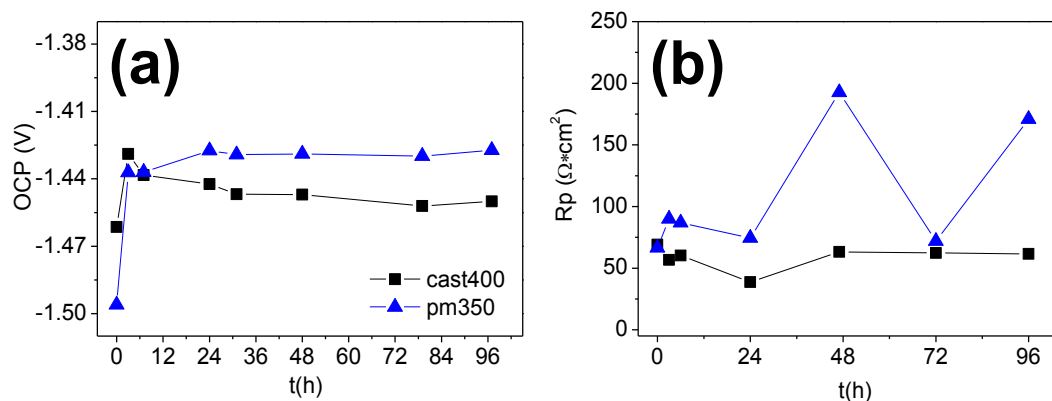 (a)
OCP (V)
-1.38
-1.41
-1.44
-1.47
-1.50
0 12 24 36 48 60 72 84 96
t(h)
cast400
pm350
(b)
Rp (Ω*cm²)
250
200
150
100
50
0
0 24 48 72 96
t(h)